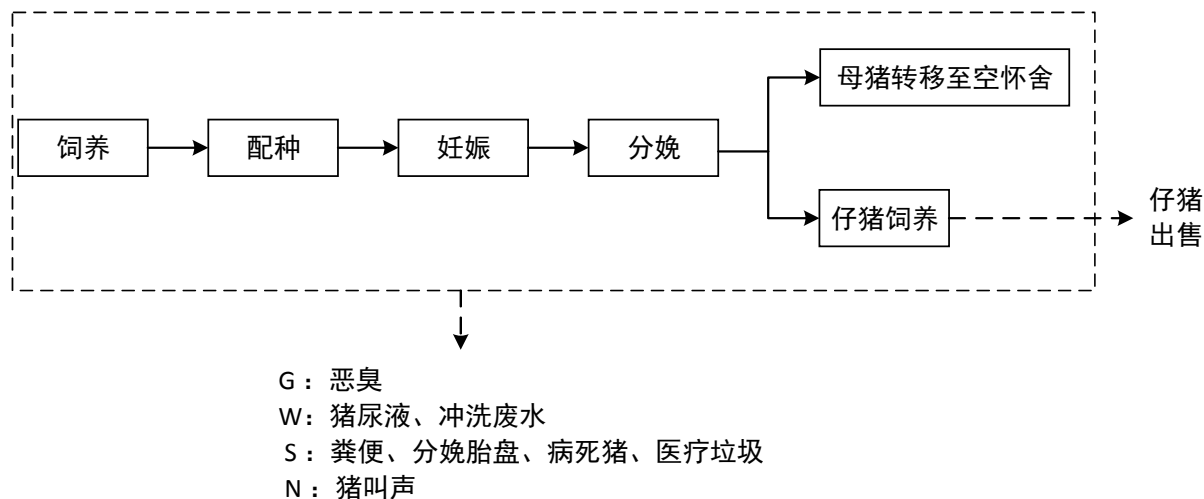 母猪转移至空怀舍
饲养
配种
妊娠
分娩
仔猪饲养
仔猪
出售
G：恶臭
W：猪尿液、冲洗废水
S：粪便、分娩胎盘、病死猪、医疗垃圾
N：猪叫声